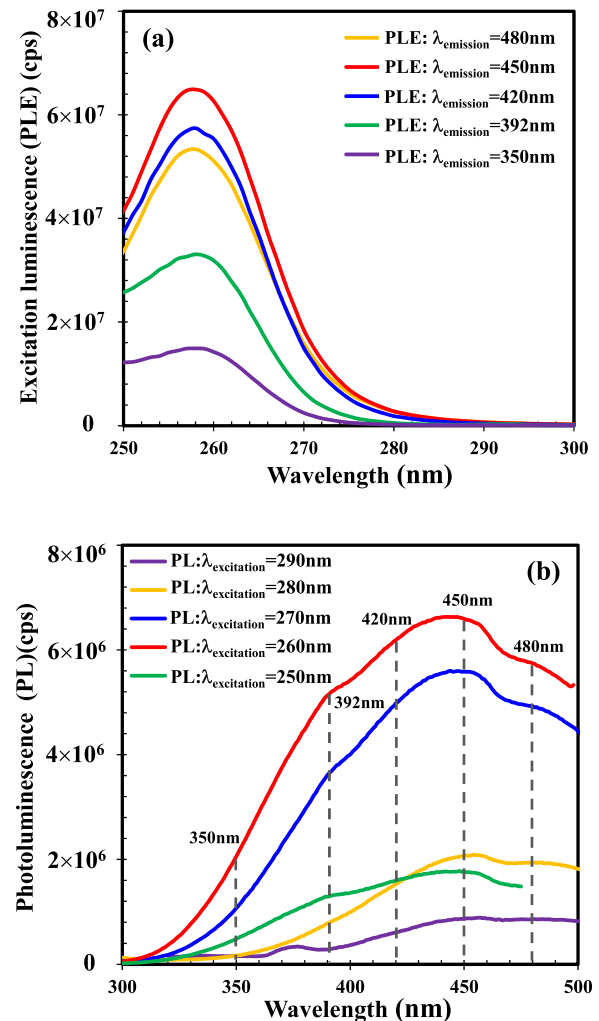 Excitation luminescence (PLE) (cps)
8×10⁷
6×10⁷
4×10⁷
2×10⁷
0
(a)
PLE: λemission=480nm
PLE: λemission=450nm
PLE: λemission=420nm
PLE: λemission=392nm
PLE: λemission=350nm
250 260 270 280 290 300
Wavelength (nm)
Photoluminescence (PL)(cps)
8×10⁶
6×10⁶
4×10⁶
2×10⁶
0
PL:λexcitation=290nm
PL:λexcitation=280nm
PL:λexcitation=270nm
PL:λexcitation=260nm
PL:λexcitation=250nm
(b)
450nm
420nm
480nm
392nm
350nm
300 350 400 450 500
Wavelength (nm)